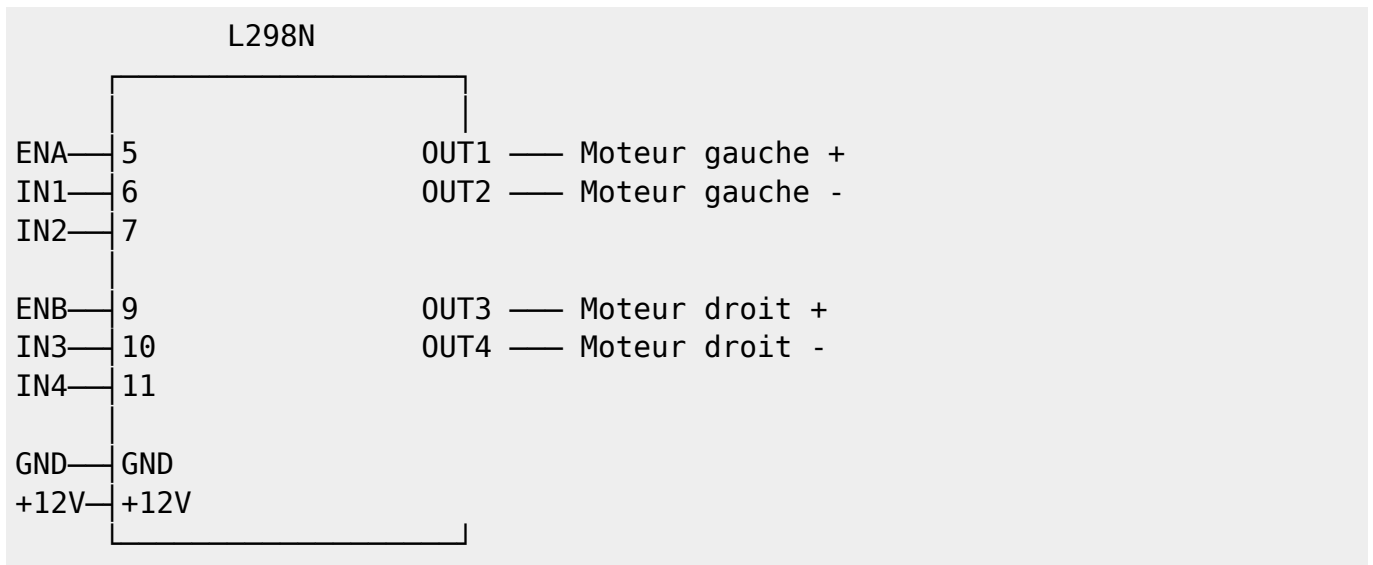 L298N
ENA 5 OUT1 ─── Moteur gauche +
IN1 6 OUT2 ─── Moteur gauche -
IN2 7
ENB 9 OUT3 ─── Moteur droit +
IN3 10 OUT4 ─── Moteur droit -
IN4 11
GND GND
+12V +12V